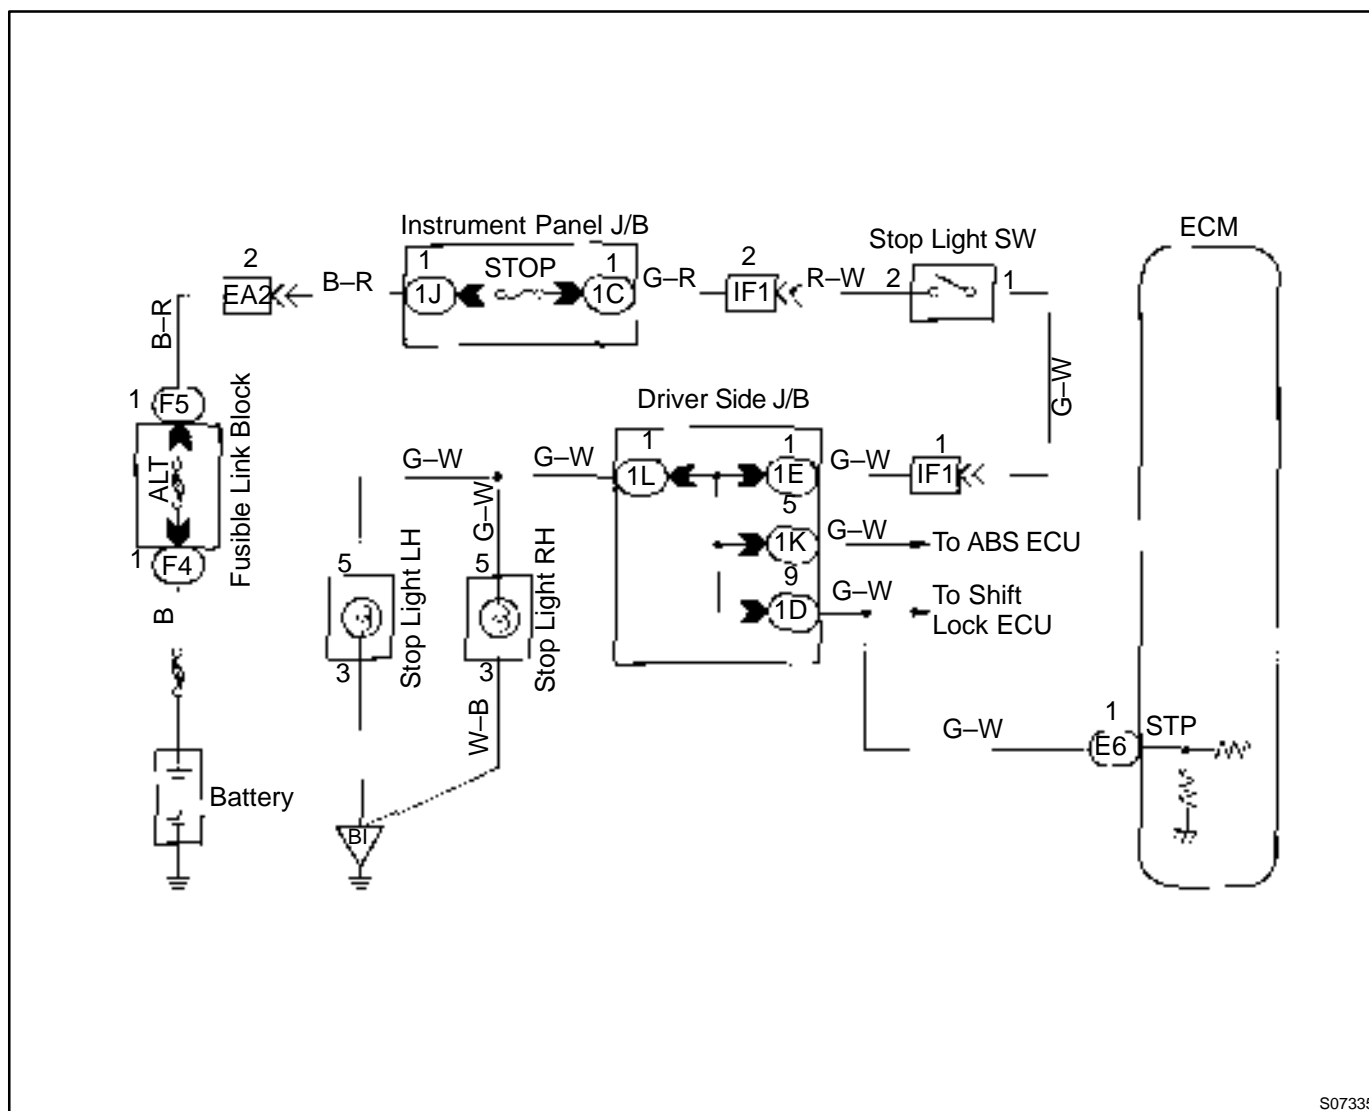 Instrument Panel J/B
Stop Light SW
ECM
2
EA2
B–R
1
1J
STOP
1
1C
G–R
2
IF1
R–W
2
1
B–R
G–W
1
F5
ALT
1
F4
Fusible Link Block
B
Battery
Driver Side J/B
G–W
G–W
G–W
1
1L
1
1E
G–W
1
IF1
5
1K
G–W
To ABS ECU
9
1D
G–W
To Shift
Lock ECU
5
3
Stop Light LH
5
3
Stop Light RH
W–B
BI
G–W
1
E6
STP
S07335